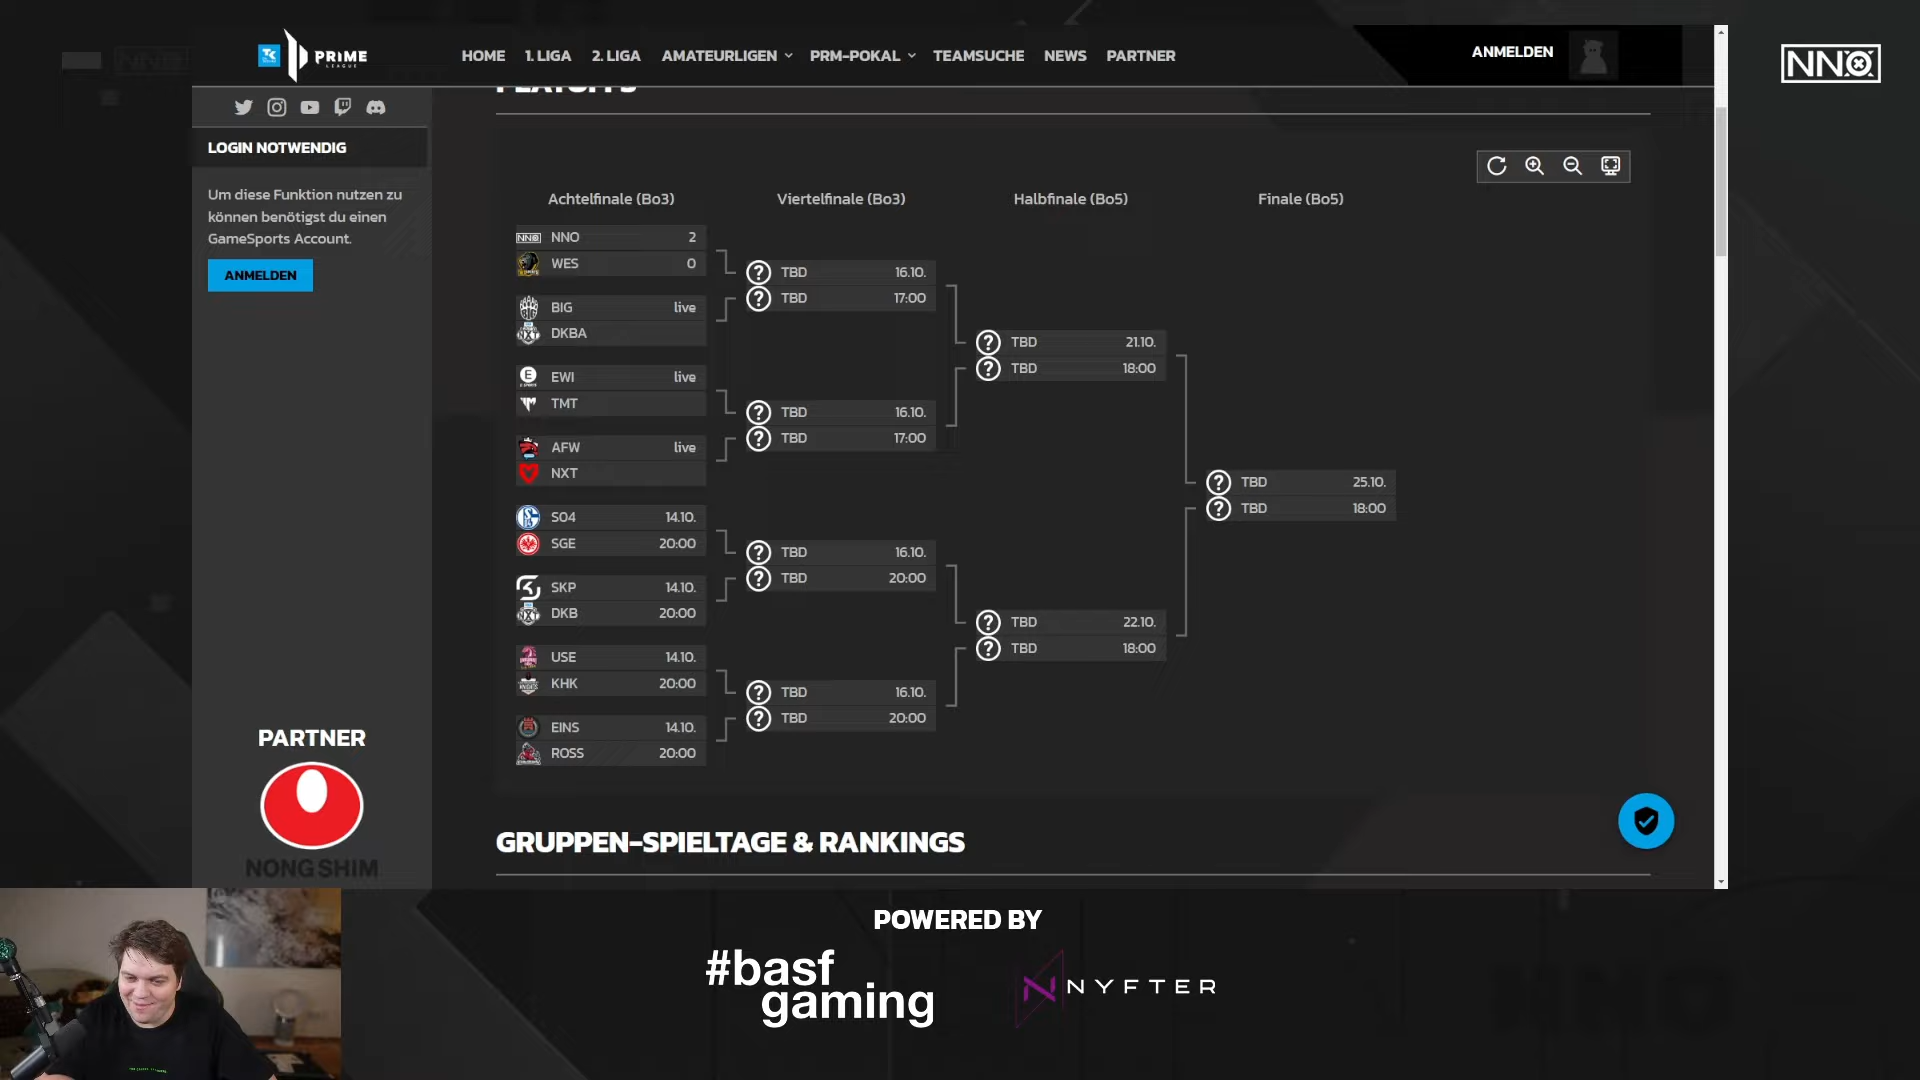 TK
PRIME
LEAGUE
HOME
1. LIGA
2. LIGA
AMATEURLIGEN
PRM-POKAL
TEAMSUCHE
NEWS
PARTNER
ANMELDEN
NNO
PLAYOFFS
LOGIN NOTWENDIG
Um diese Funktion nutzen zu
können benötigst du einen
GameSports Account.
ANMELDEN
Achtelfinale (Bo3)
Viertelfinale (Bo3)
Halbfinale (Bo5)
Finale (Bo5)
NNO NNO 2
WES 0
BIG live
DKBA
EWI live
TMT
AFW live
NXT
S04 14.10.
SGE 20:00
SKP 14.10.
DKB 20:00
USE 14.10.
KHK 20:00
EINS 14.10.
ROSS 20:00
? TBD 16.10.
? TBD 17:00
? TBD 16.10.
? TBD 17:00
? TBD 16.10.
? TBD 20:00
? TBD 16.10.
? TBD 20:00
? TBD 21.10.
? TBD 18:00
? TBD 22.10.
? TBD 18:00
? TBD 25.10.
? TBD 18:00
PARTNER
NONG SHIM
GRUPPEN-SPIELTAGE & RANKINGS
POWERED BY
#basf
gaming
NYFTER